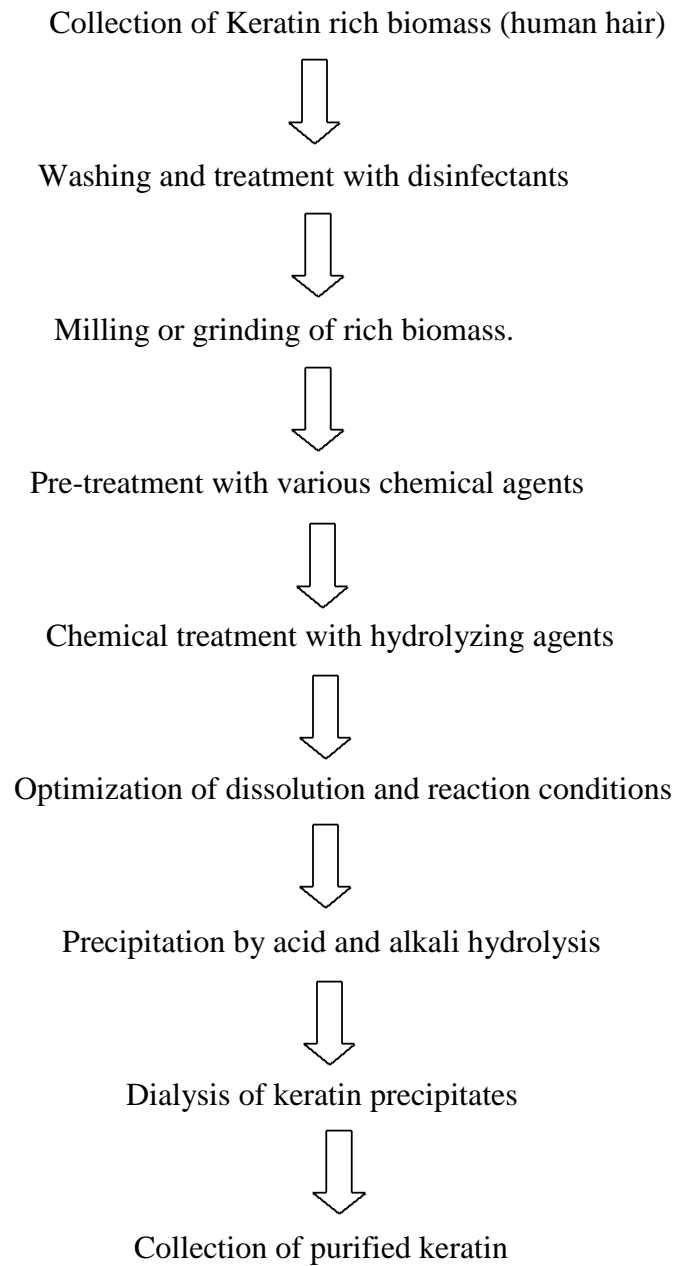 Collection of Keratin rich biomass (human hair)
Washing and treatment with disinfectants
Milling or grinding of rich biomass.
Pre-treatment with various chemical agents
Chemical treatment with hydrolyzing agents
Optimization of dissolution and reaction conditions
Precipitation by acid and alkali hydrolysis
Dialysis of keratin precipitates
Collection of purified keratin